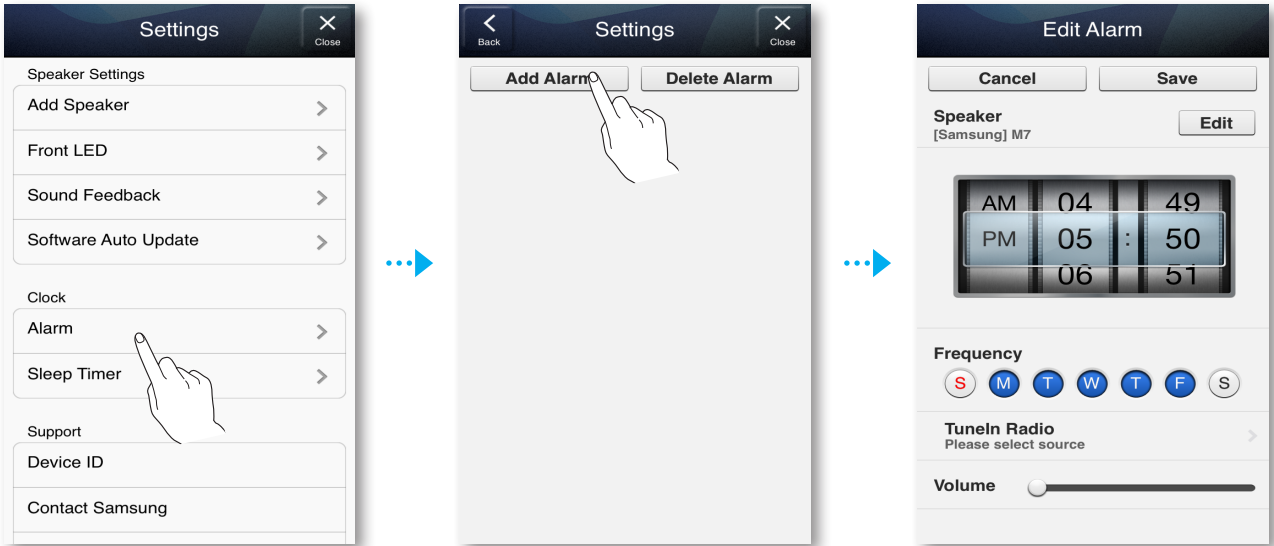 Settings
Close
Speaker Settings
Add Speaker
Front LED
Sound Feedback
Software Auto Update
Clock
Alarm
Sleep Timer
Support
Device ID
Contact Samsung
Back
Settings
Close
Add Alarm
Delete Alarm
Edit Alarm
Cancel
Save
Speaker
[Samsung] M7
Edit
AM 04 49
PM 05 : 50
06 51
Frequency
S M T W T F S
TuneIn Radio
Please select source
Volume